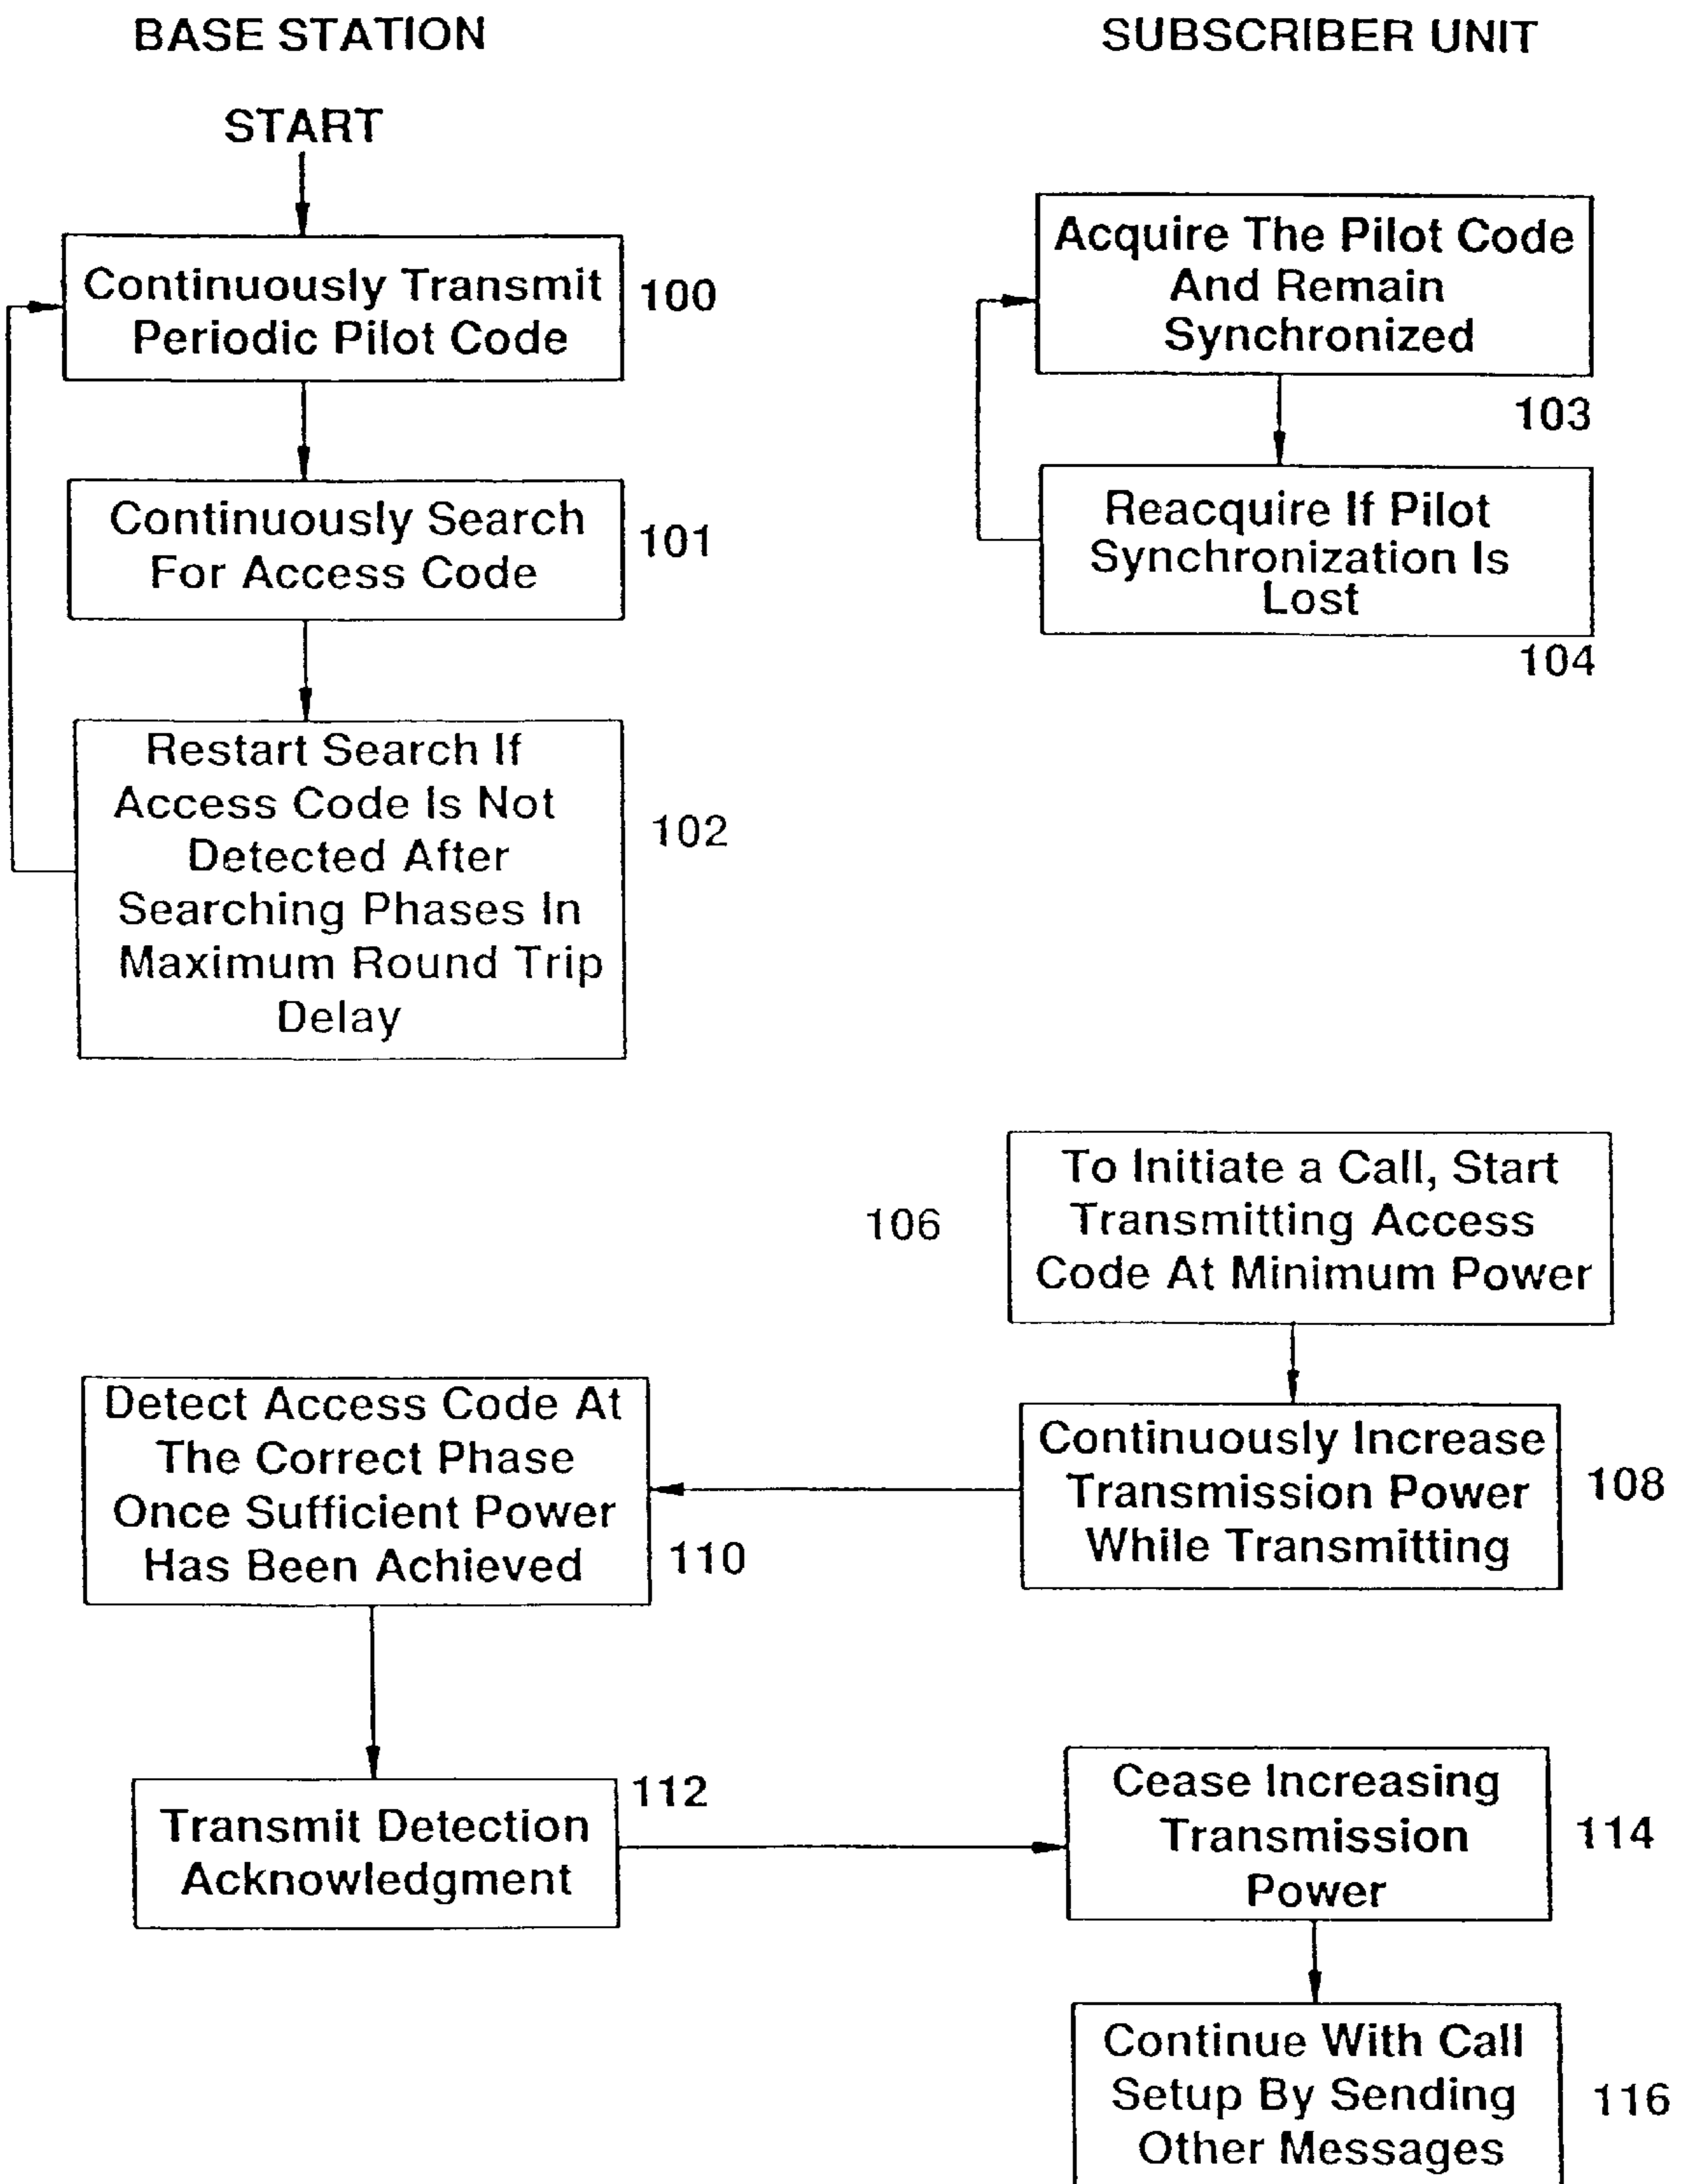 BASE STATION
SUBSCRIBER UNIT
START
Continuously Transmit
Periodic Pilot Code
100
Acquire The Pilot Code
And Remain
Synchronized
103
Continuously Search
For Access Code
101
Reacquire If Pilot
Synchronization Is
Lost
104
Restart Search If
Access Code Is Not
Detected After
Searching Phases In
Maximum Round Trip
Delay
102
106
To Initiate a Call, Start
Transmitting Access
Code At Minimum Power
Continuously Increase
Transmission Power
While Transmitting
108
Detect Access Code At
The Correct Phase
Once Sufficient Power
Has Been Achieved
110
Transmit Detection
Acknowledgment
112
Cease Increasing
Transmission
Power
114
Continue With Call
Setup By Sending
Other Messages
116